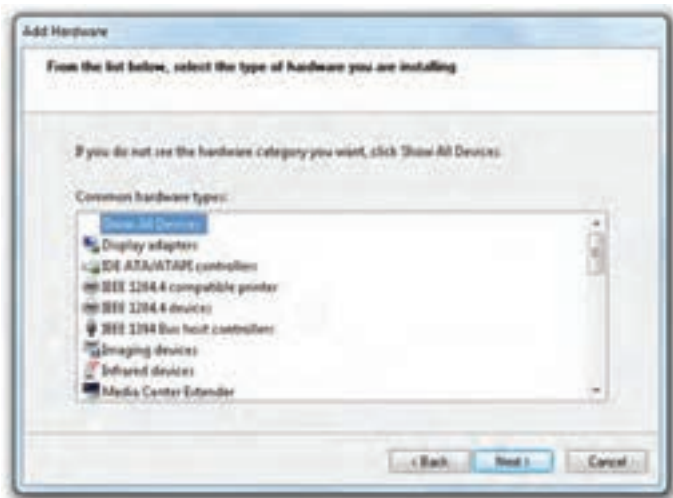 Add Hardware
From the list below, select the type of hardware you are installing
If you do not see the hardware category you want, click Show All Devices.
Common hardware types:
Show All Devices
Display adapters
IDE ATA/ATAPI controllers
IEEE 1284.4 compatible printer
IEEE 1284.4 devices
IEEE 1394 Bus host controllers
Imaging devices
Infrared devices
Media Center Extender
< Back
Next >
Cancel